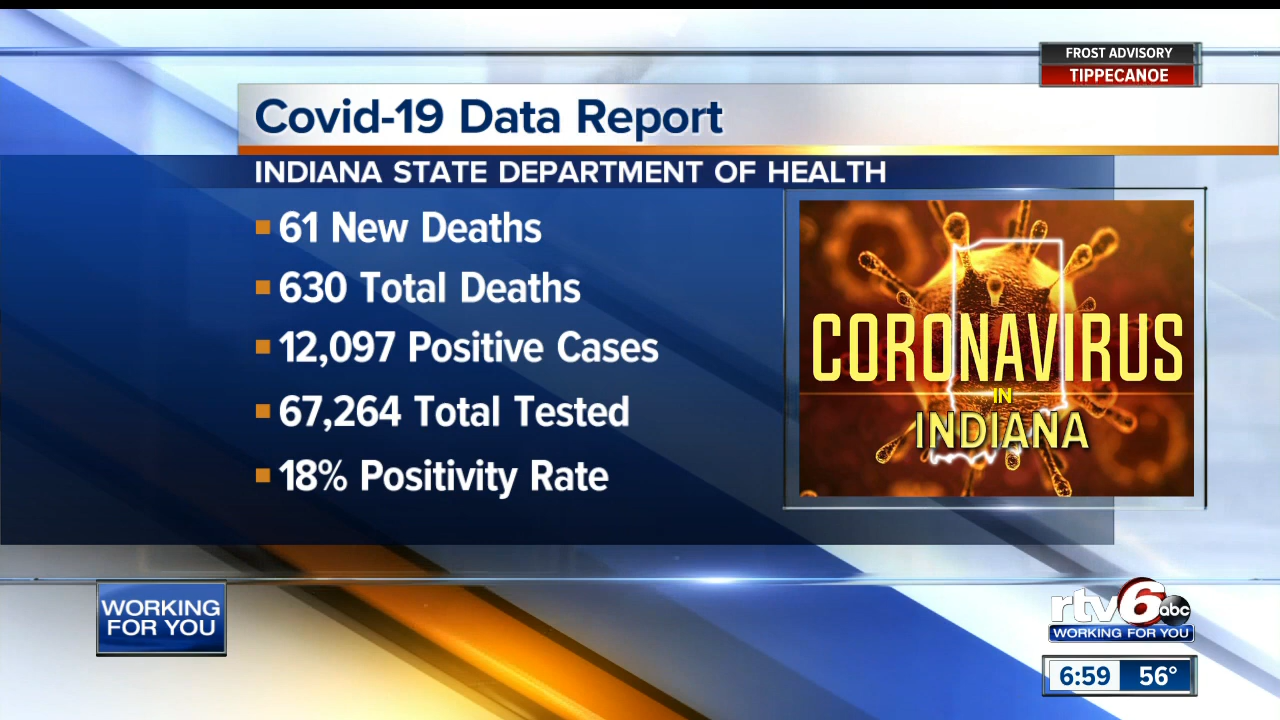 FROST ADVISORY
TIPPECANOE
Covid-19 Data Report
INDIANA STATE DEPARTMENT OF HEALTH
61 New Deaths
630 Total Deaths
12,097 Positive Cases
67,264 Total Tested
18% Positivity Rate
CORONAVIRUS
IN
INDIANA
WORKING
FOR YOU
rtv6 abc
WORKING FOR YOU
6:59 56°